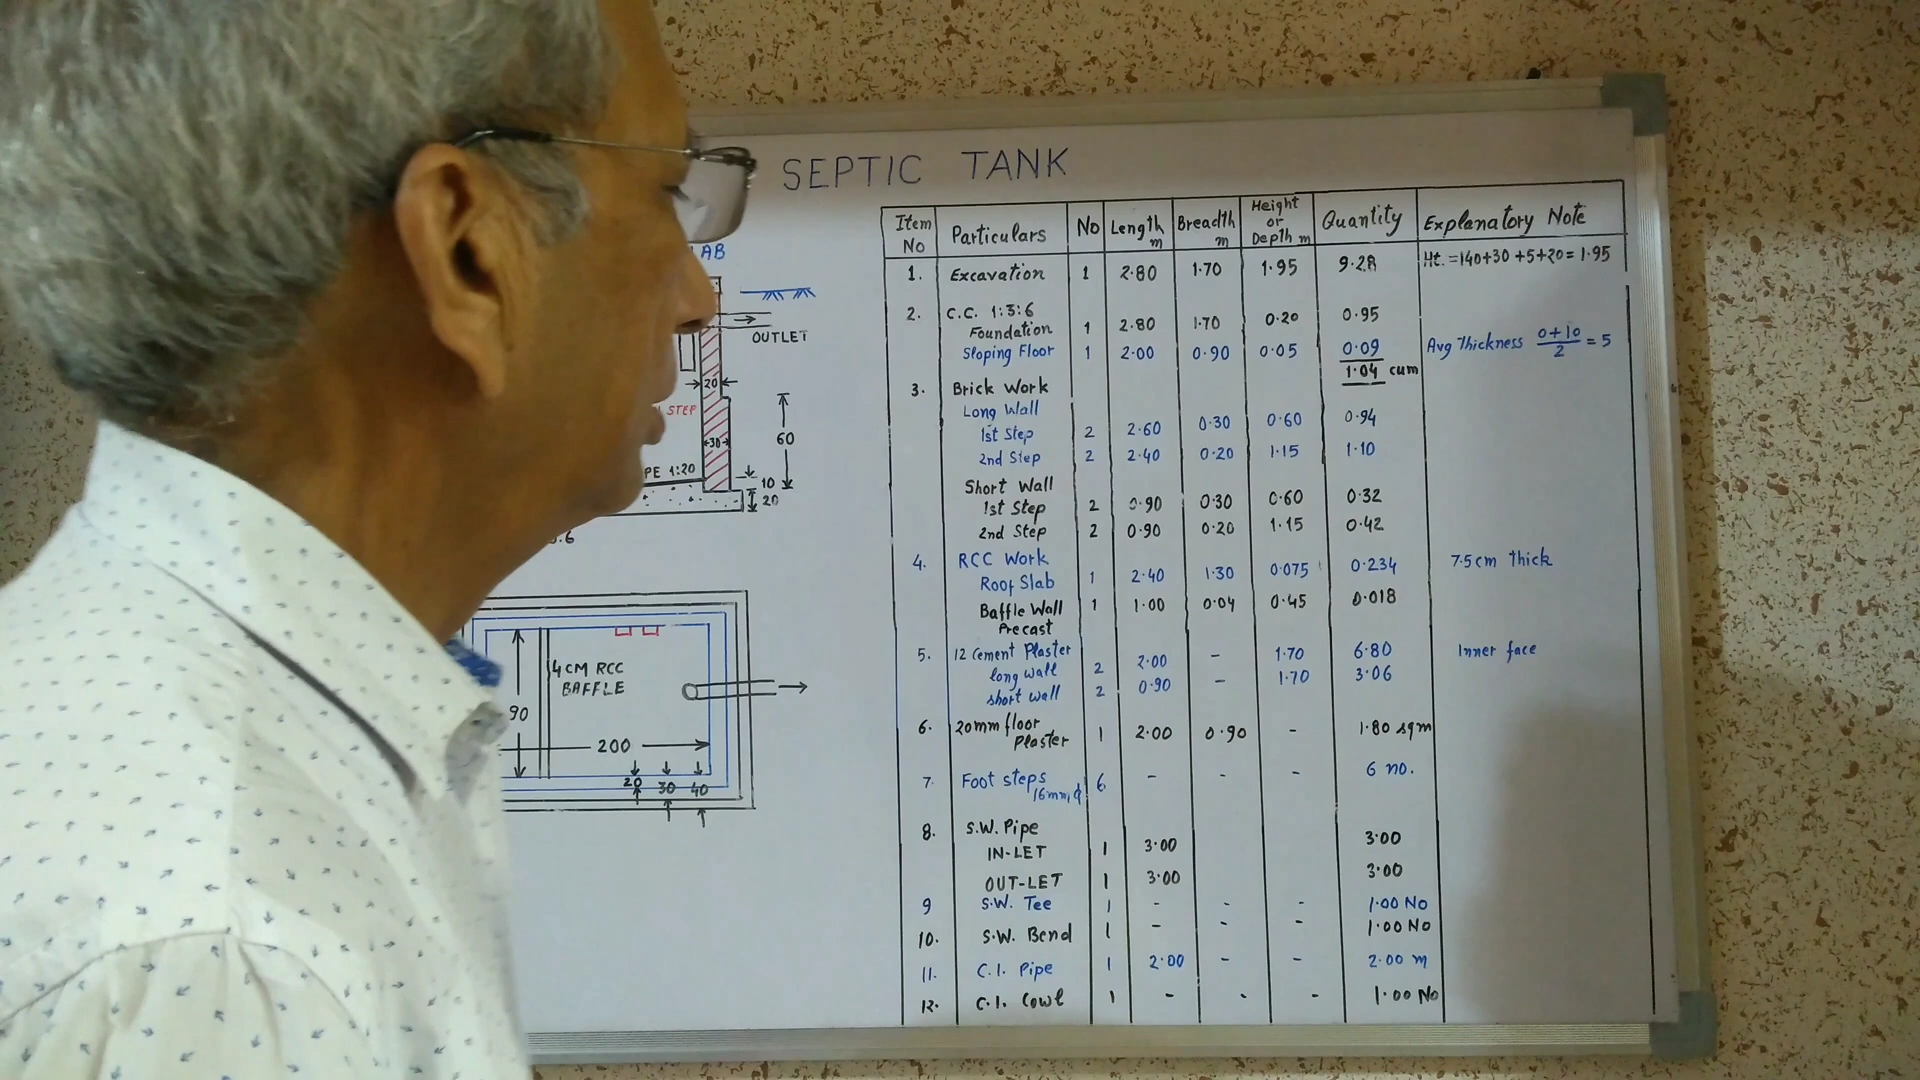 SEPTIC TANK
AB
OUTLET
20
STEP
60
30
PE 1:20
10
20
3:6
4CM RCC
BAFFLE
90
200
20 30 40
Item No Particulars No Length m Breadth m Height or Depth m Quantity Explanatory Note
1. Excavation 1 2.80 1.70 1.95 9.28 Ht. =140+30+5+20=1.95
2. C.C. 1:3:6
Foundation 1 2.80 1.70 0.20 0.95
Sloping Floor 1 2.00 0.90 0.05 0.09 Avg Thickness 0+10/2 = 5
1.04 cum
3. Brick Work
Long Wall
1st Step 2 2.60 0.30 0.60 0.94
2nd Step 2 2.40 0.20 1.15 1.10
Short Wall
1st Step 2 0.90 0.30 0.60 0.32
2nd Step 2 0.90 0.20 1.15 0.42
4. RCC Work
Roof Slab 1 2.40 1.30 0.075 0.234 7.5cm thick
Baffle Wall 1 1.00 0.04 0.45 0.018
Precast
5. 12 Cement Plaster
long wall 2 2.00 - 1.70 6.80 Inner face
short wall 2 0.90 - 1.70 3.06
6. 20mm floor
Plaster 1 2.00 0.90 - 1.80 sqm
7. Foot steps 6 - - - 6 no.
16mm ϕ
8. S.W. Pipe
IN-LET 1 3.00 3.00
OUT-LET 1 3.00 3.00
9 S.W. Tee 1 - - - 1.00 No
10. S.W. Bend 1 - - - 1.00 No
11. C.I. Pipe 1 2.00 - - 2.00 m
12. C.I. Cowl 1 - - - 1.00 No